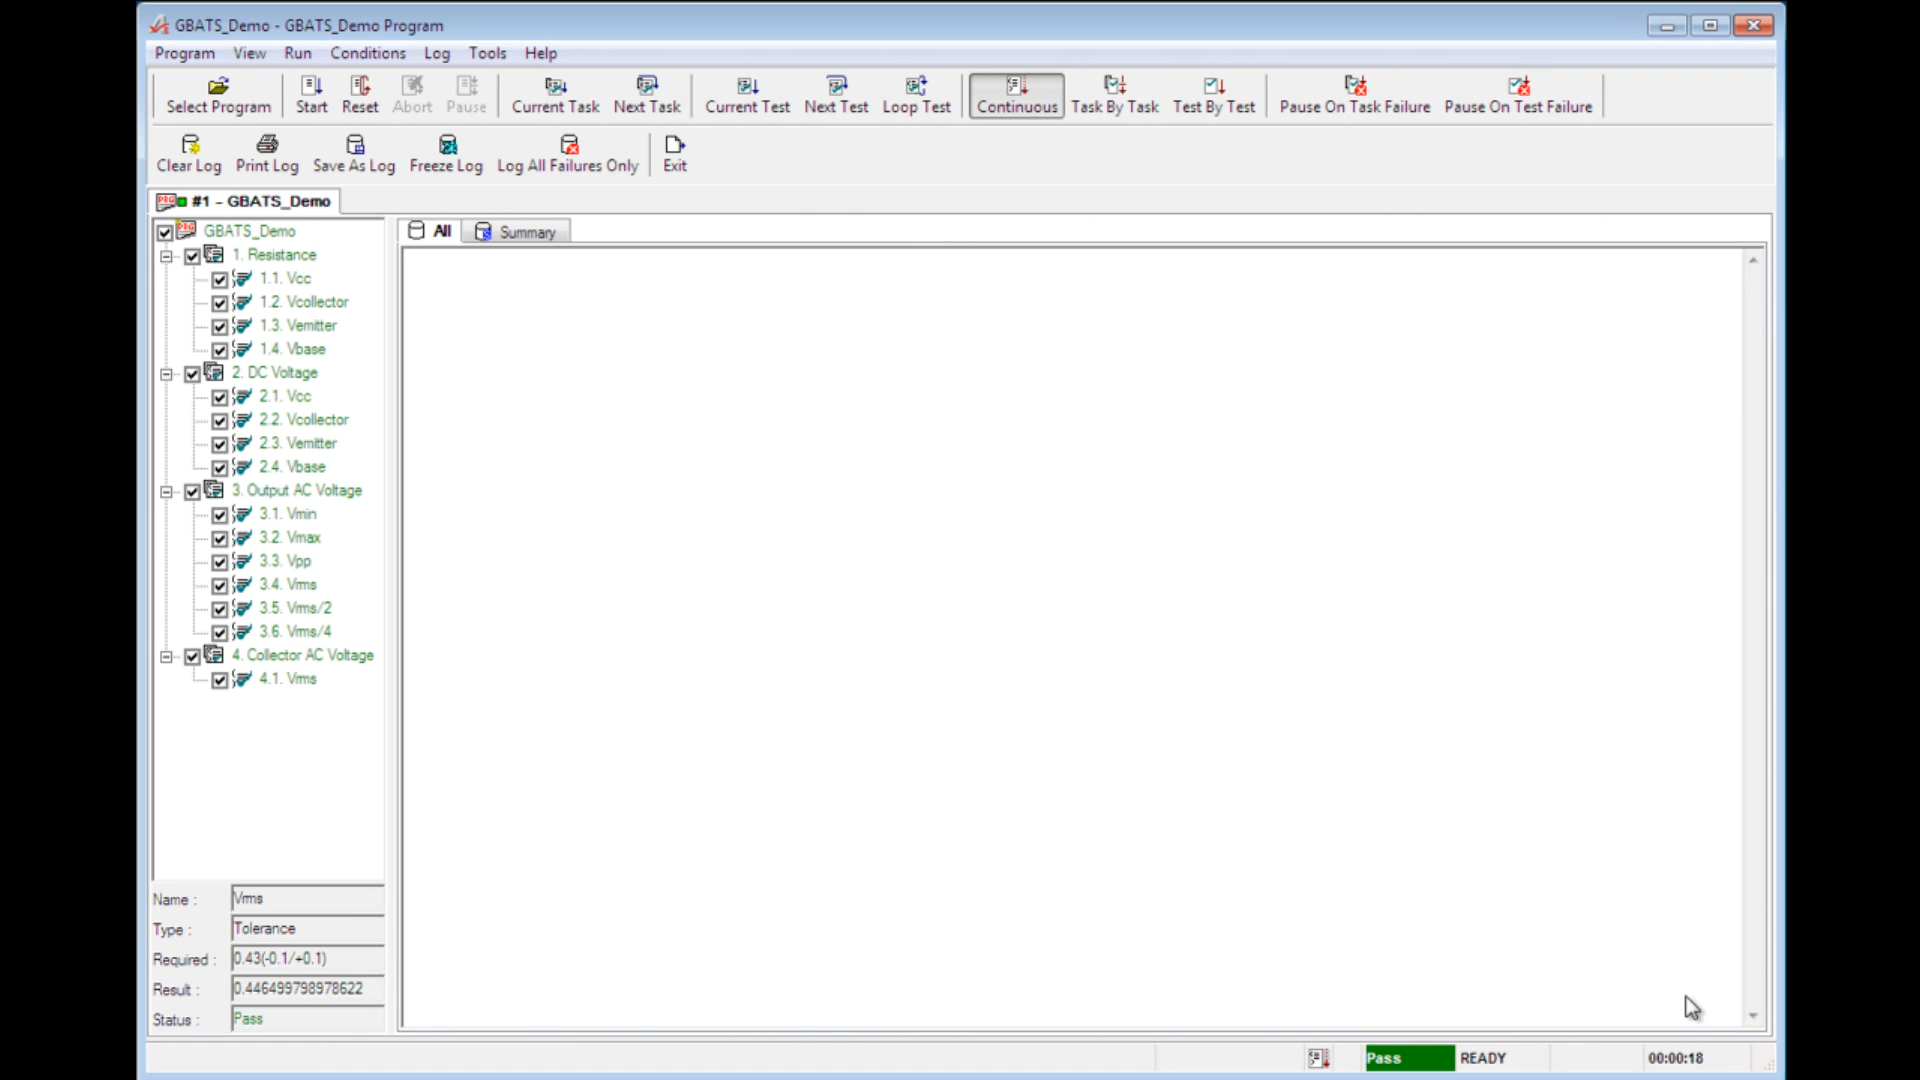 GBATS_Demo - GBATS_Demo Program
Program View Run Conditions Log Tools Help
Select Program Start Reset Abort Pause Current Task Next Task Current Test Next Test Loop Test Continuous Task By Task Test By Test Pause On Task Failure Pause On Test Failure
Clear Log Print Log Save As Log Freeze Log Log All Failures Only Exit
#1 - GBATS_Demo
GBATS_Demo
1. Resistance
1.1. Vcc
1.2. Vcollector
1.3. Vemitter
1.4. Vbase
2. DC Voltage
2.1. Vcc
2.2. Vcollector
2.3. Vemitter
2.4. Vbase
3. Output AC Voltage
3.1. Vmin
3.2. Vmax
3.3. Vpp
3.4. Vrms
3.5. Vrms/2
3.6. Vrms/4
4. Collector AC Voltage
4.1. Vrms
All Summary
Name : Vrms
Type : Tolerance
Required : 0.43(-0.1/+0.1)
Result : 0.446499798978622
Status : Pass
Pass READY 00:00:18